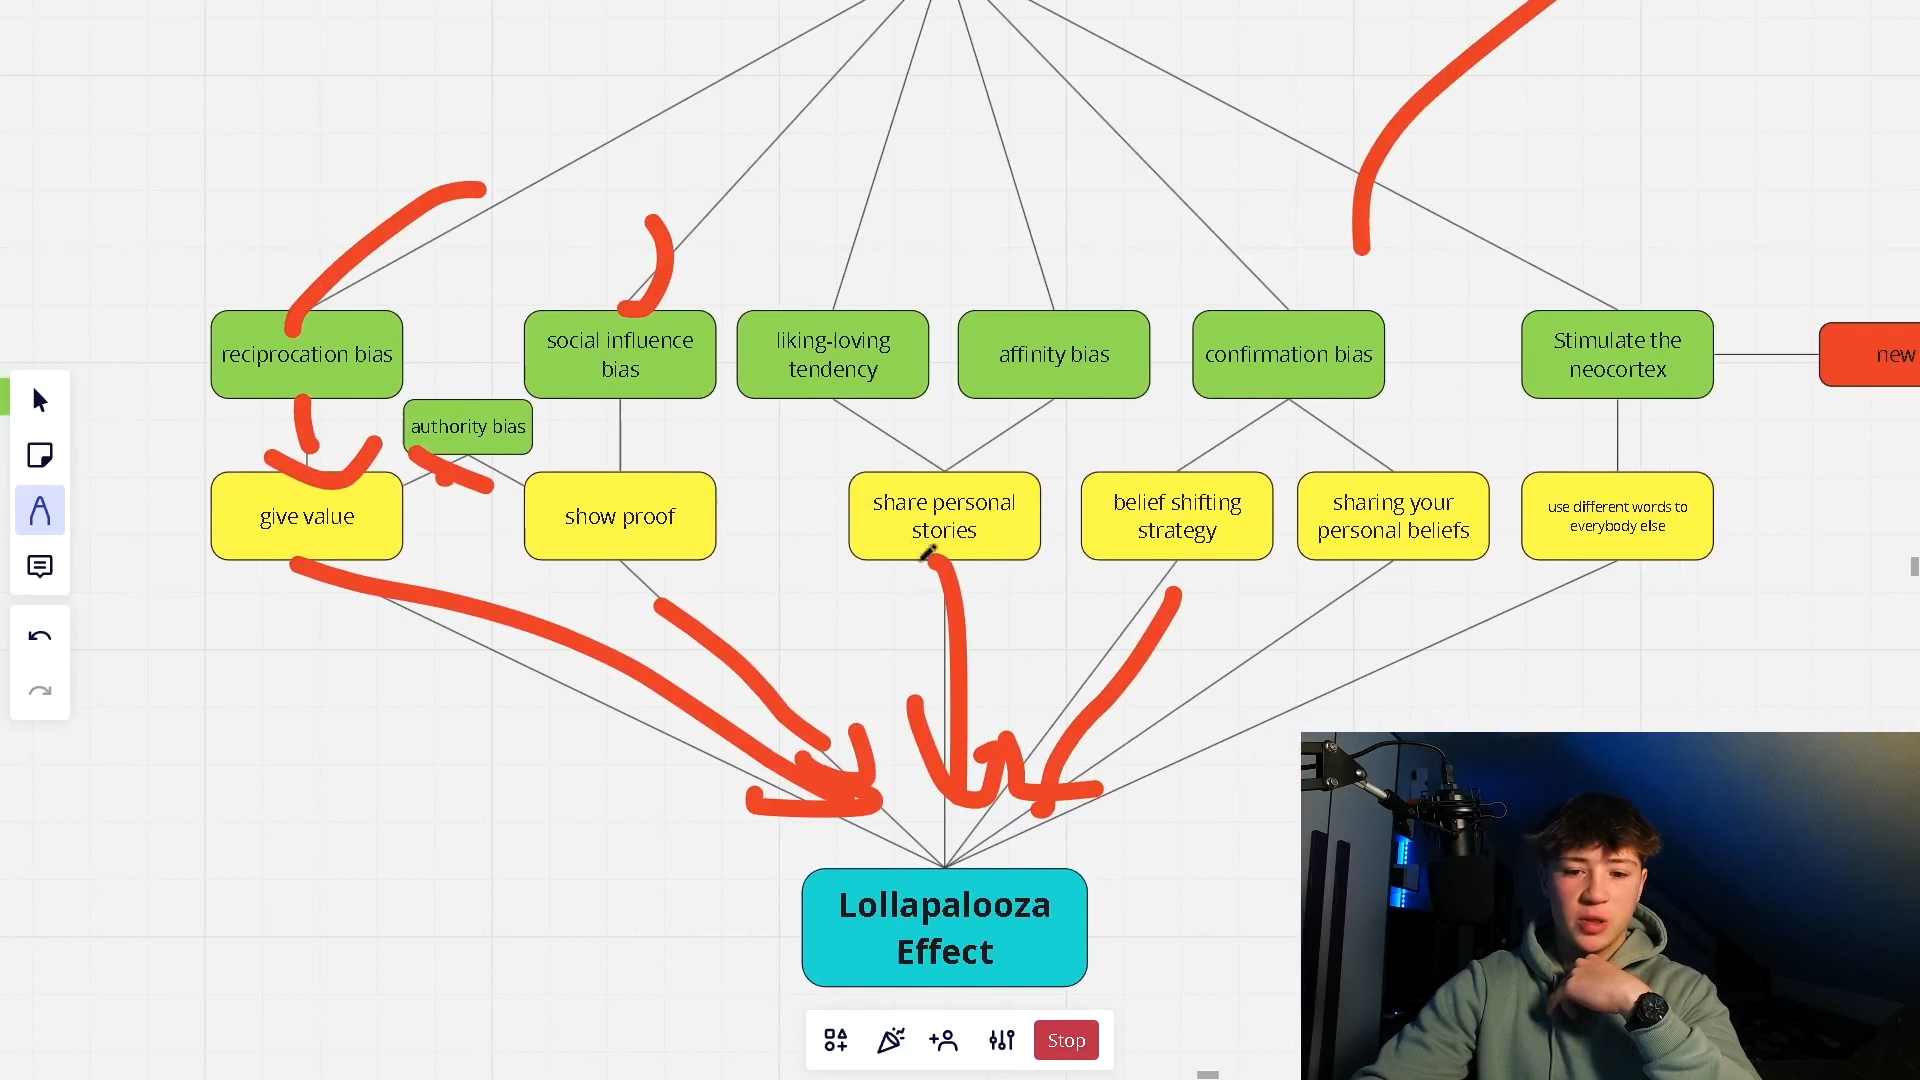 reciprocation bias
social influence
bias
liking-loving
tendency
affinity bias
confirmation bias
Stimulate the
neocortex
new
authority bias
give value
show proof
share personal
stories
belief shifting
strategy
sharing your
personal beliefs
use different words to
everybody else
Lollapalooza
Effect
Stop